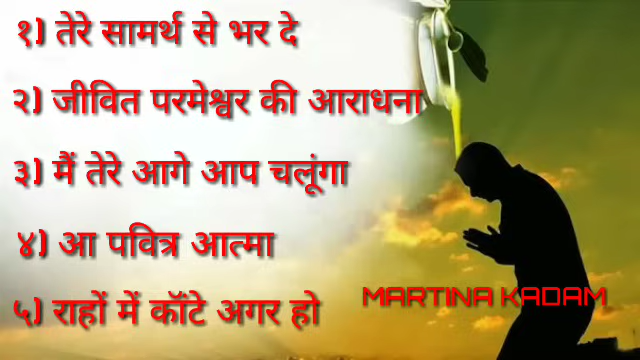 १) तेरे सामर्थ से भर दे
२) जीवित परमेश्वर की आराधना
३) मैं तेरे आगे आप चलूंगा
४) आ पवित्र आत्मा
५) राहों में कॉटे अगर हो
MARTINA KADAM